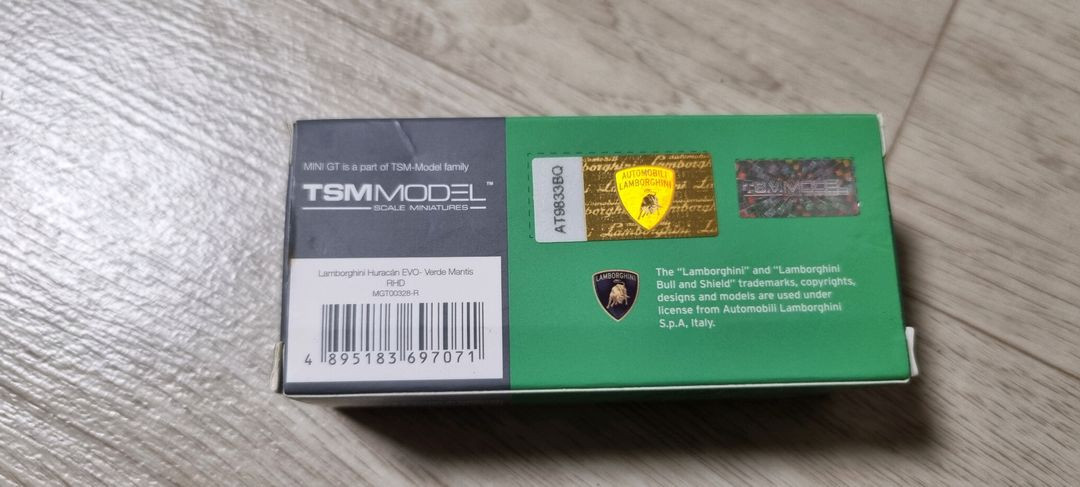 MINI GT is a part of TSM-Model family
TSMMODEL™
SCALE MINIATURES
Lamborghini Huracán EVO- Verde Mantis
RHD
MGT00328-R
4 895183 697071
AT9833BQ
AUTOMOBILI
LAMBORGHINI
TSMMODEL
LAMBORGHINI
The “Lamborghini” and “Lamborghini
Bull and Shield” trademarks, copyrights,
designs and models are used under
license from Automobili Lamborghini
S.p.A, Italy.